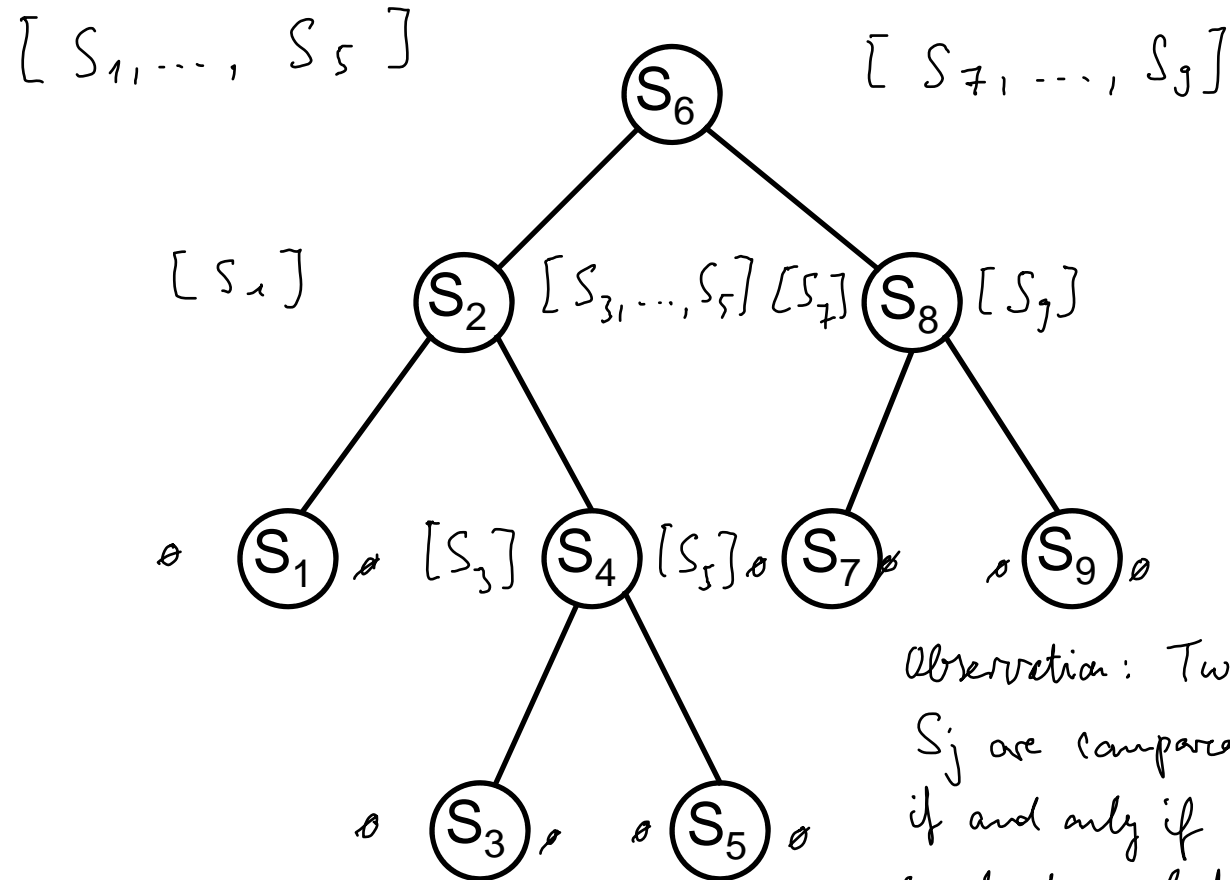 [ S₁, ..., S₅ ] S₆ [ S₇, ..., S₉ ]
[ S₁ ] S₂ [ S₃, ..., S₅ ] [ S₇ ] S₈ [ S₉ ]
∅ S₁ ∅ [ S₃ ] S₄ [ S₅ ] ∅ S₇ ∅ ∅ S₉ ∅
Observation: Tw
Sj are compare
∅ S₃ ∅ ∅ S₅ ∅ if and only if